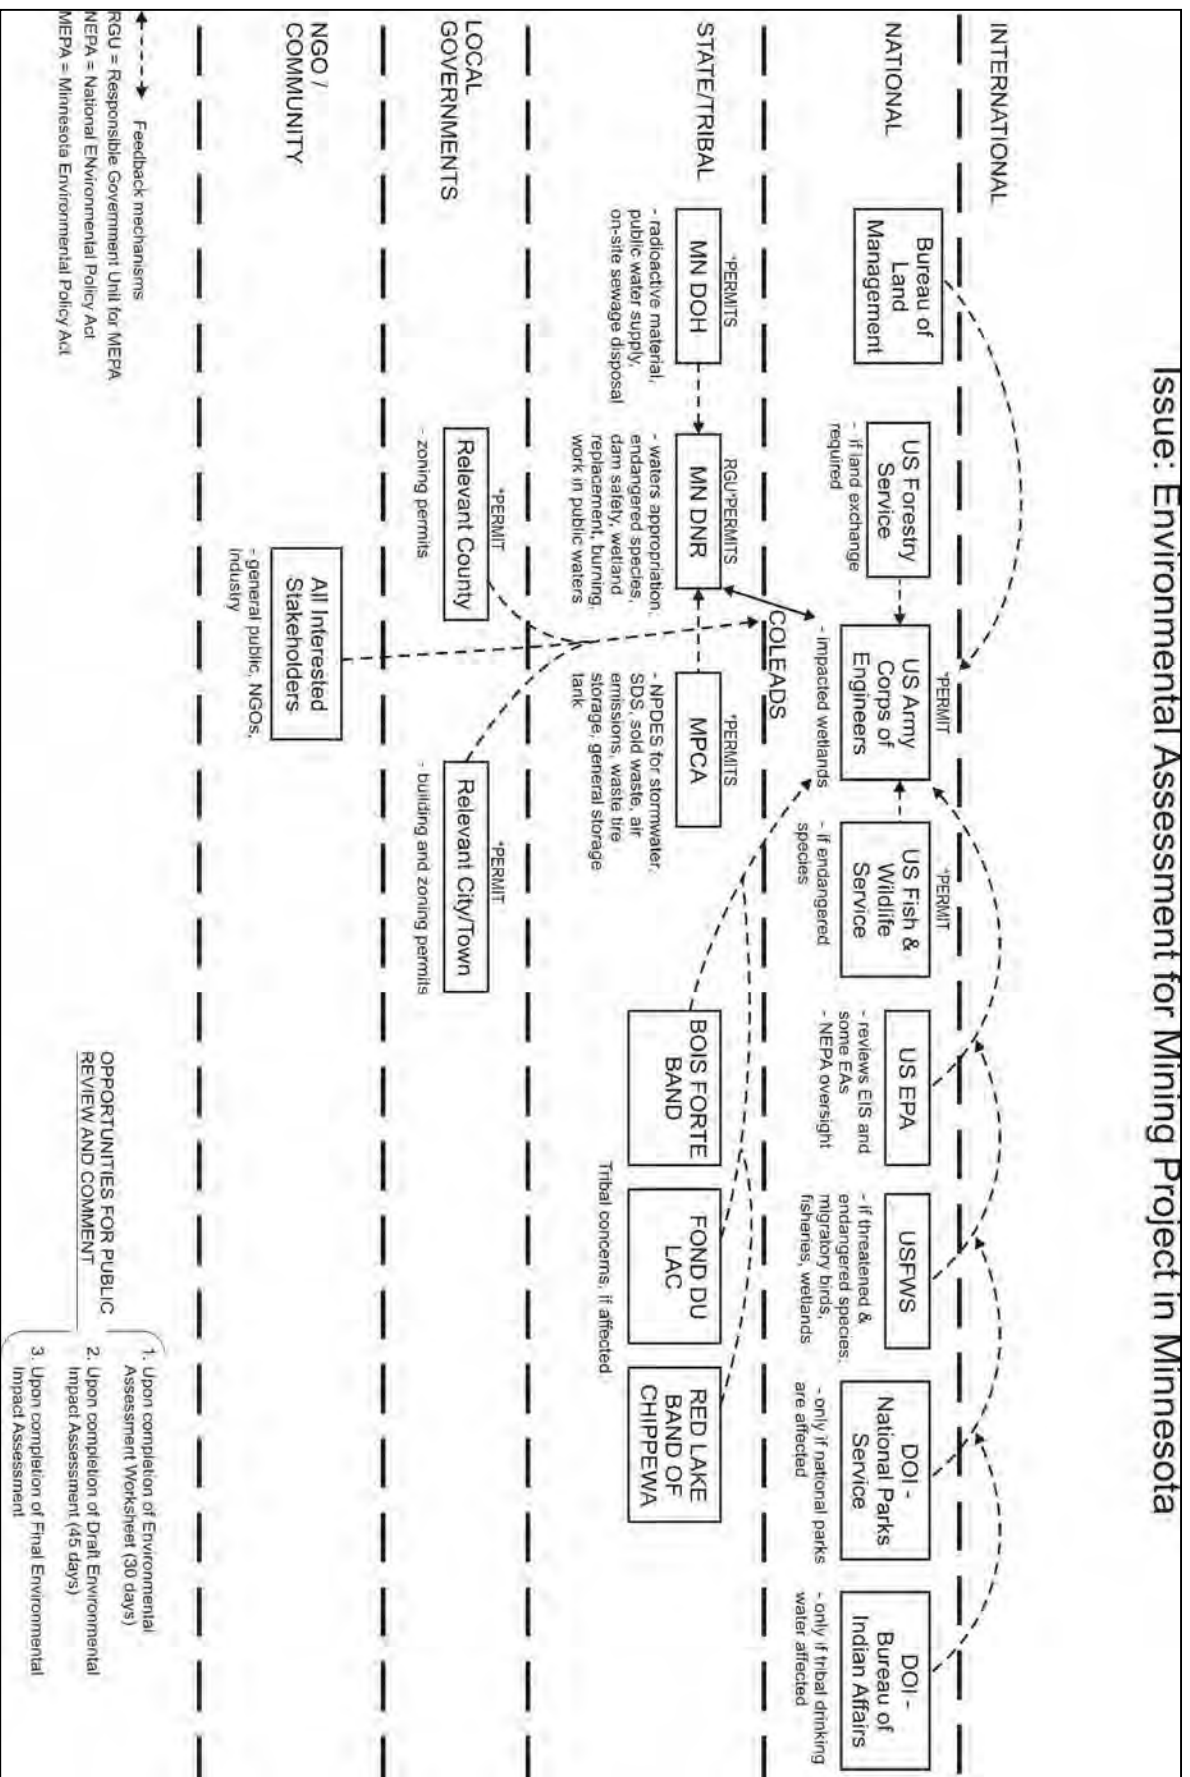 Issue: Environmental Assessment for Mining Project in Minnesota
INTERNATIONAL
NATIONAL
Bureau of
Land
Management
US Forestry
Service
- if land exchange
required
*PERMIT
US Army
Corps of
Engineers
- impacted wetlands
*PERMIT
US Fish &
Wildlife
Service
- if endangered
species
US EPA
- reviews EIS and
some EAs
- NEPA oversight
USFWS
- if threatened &
endangered species,
migratory birds,
fisheries, wetlands
DOI -
National Parks
Service
- only if national parks
are affected
DOI -
Bureau of
Indian Affairs
- only if tribal drinking
water affected
COLEADS
STATE/TRIBAL
*PERMITS
MN DOH
- radioactive material,
public water supply,
on-site sewage disposal
RGU*PERMITS
MN DNR
- waters appropriation,
endangered species,
dam safety, wetland
replacement, burning,
work in public waters
*PERMITS
MPCA
- NPDES for stormwater,
SDS, sold waste, air
emissions, waste tire
storage, general storage
tank
BOIS FORTE
BAND
FOND DU
LAC
RED LAKE
BAND OF
CHIPPEWA
Tribal concerns, if affected
LOCAL
GOVERNMENTS
*PERMIT
Relevant County
- zoning permits
*PERMIT
Relevant City/Town
- building and zoning permits
NGO /
COMMUNITY
All Interested
Stakeholders
- general public, NGOs,
industry
Feedback mechanisms
RGU = Responsible Government Unit for MEPA
NEPA = National ENvironmental Policy Act
MEPA = Minnesota Environmental Policy Act
OPPORTUNITIES FOR PUBLIC
REVIEW AND COMMENT
1. Upon completion of Environmental
Assessment Worksheet (30 days)
2. Upon completion of Draft Environmental
Impact Assessment (45 days)
3. Upon completion of Final Environmental
Impact Assessment